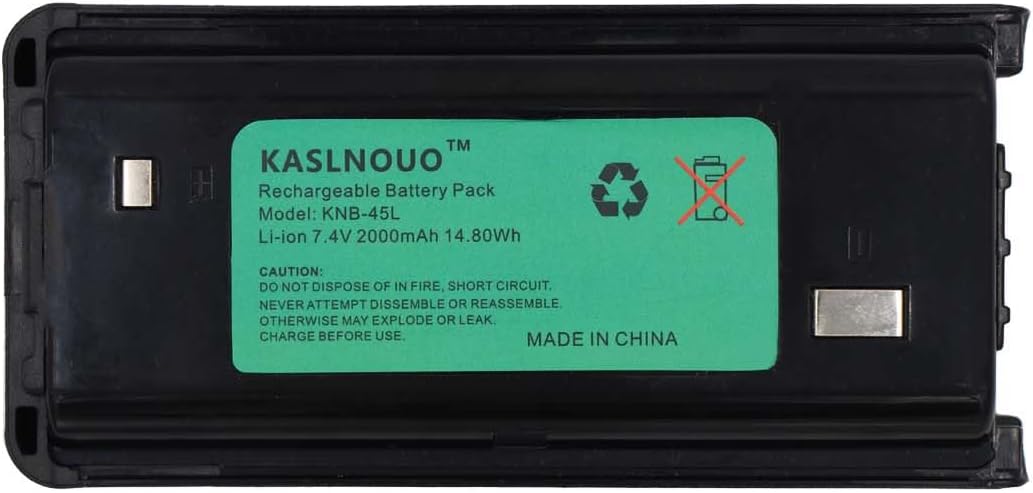 KASLNOUO™
Rechargeable Battery Pack
Model: KNB-45L
Li-ion 7.4V 2000mAh 14.80Wh
CAUTION:
DO NOT DISPOSE OF IN FIRE, SHORT CIRCUIT.
NEVER ATTEMPT DISSEMBLE OR REASSEMBLE.
OTHERWISE MAY EXPLODE OR LEAK.
CHARGE BEFORE USE.
MADE IN CHINA